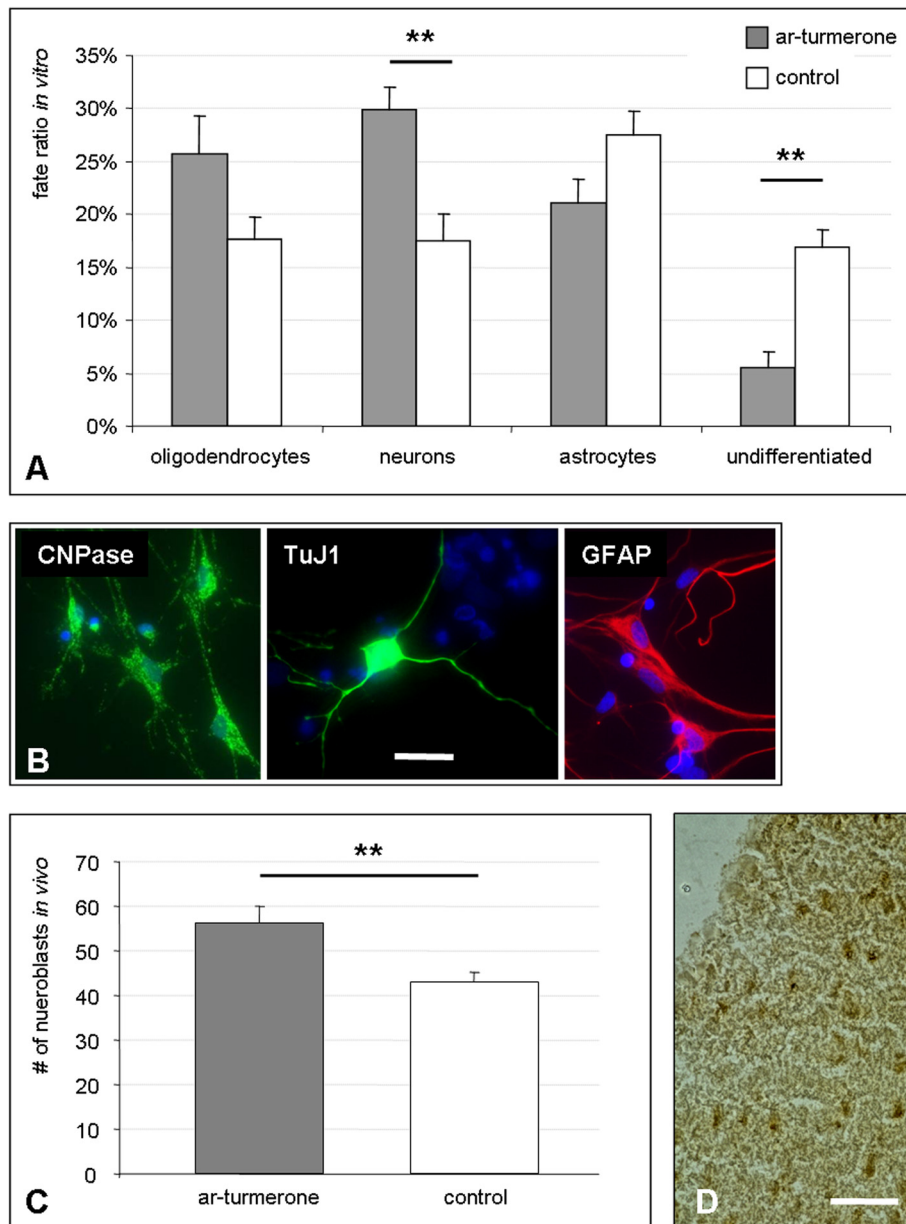 **
ar-turmerone
control
fate ratio in vitro
35%
30%
25%
20%
15%
10%
5%
0%
**
oligodendrocytes neurons astrocytes undifferentiated
A
CNPase
TuJ1
GFAP
B
**
# of nueroblasts in vivo
70
60
50
40
30
20
10
0
ar-turmerone control
C
D